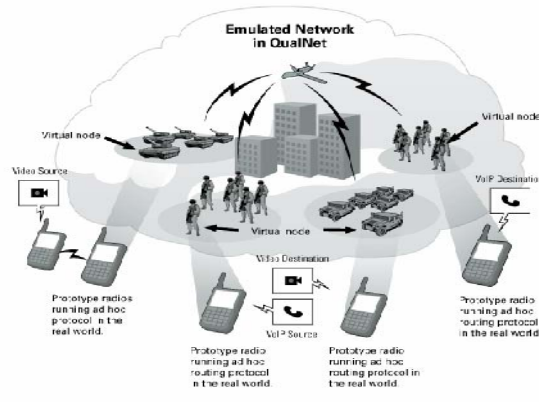 Emulated Network
in QualNet
Virtual node
Virtual node
Video Source
VoIP Destinatio
Virtual node
Video Destination
VoIP Source
Prototype radios
running ad hoc
protocol in the
real world.
Prototype radio
running ad hoc
routing protocol
in the real world.
Prototype radio
running ad hoc
routing protocol in
the real world.
Prototype radio
running ad hoc
routing protocol
in the real world